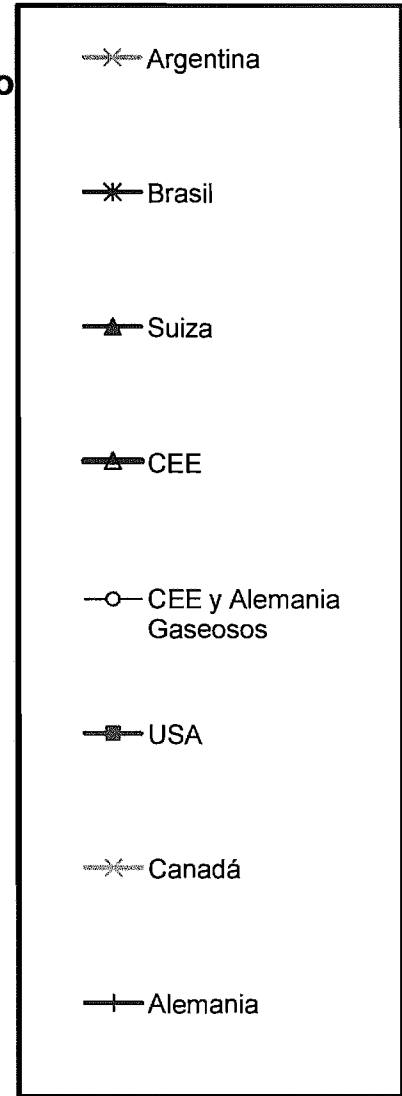 o
Argentina
Brasil
Suiza
CEE
CEE y Alemania
Gaseosos
USA
Canadá
Alemania